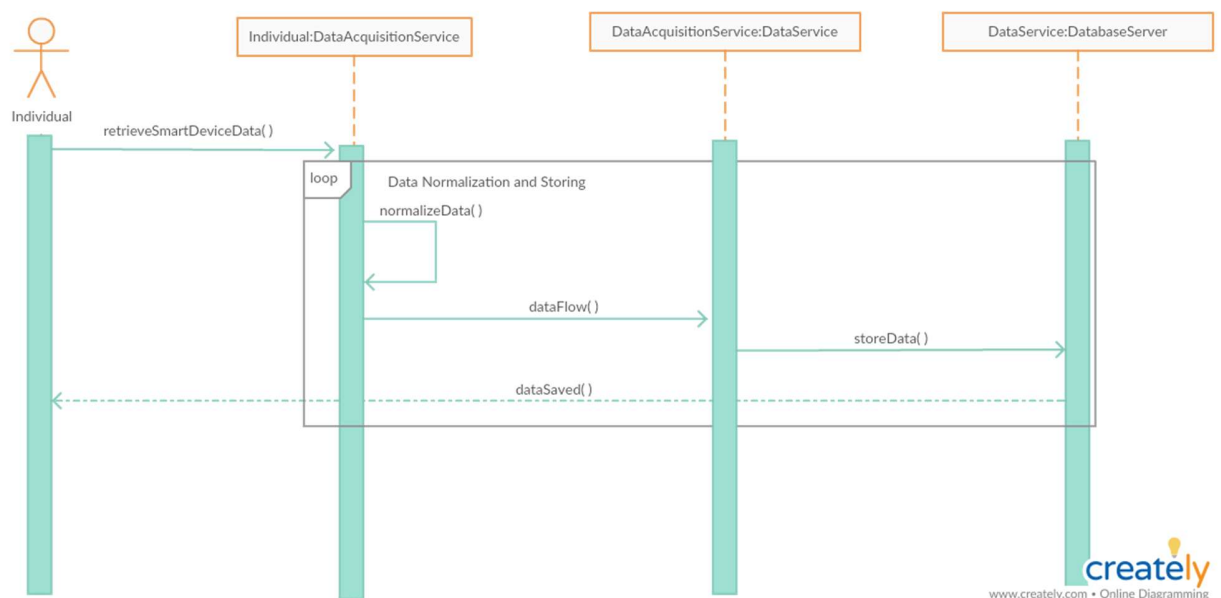 Individual:DataAcquisitionService
DataAcquisitionService:DataService
DataService:DatabaseServer
Individual
retrieveSmartDeviceData( )
loop
Data Normalization and Storing
normalizeData( )
dataFlow( )
storeData( )
dataSaved( )
creately
www.creately.com • Online Diagramming